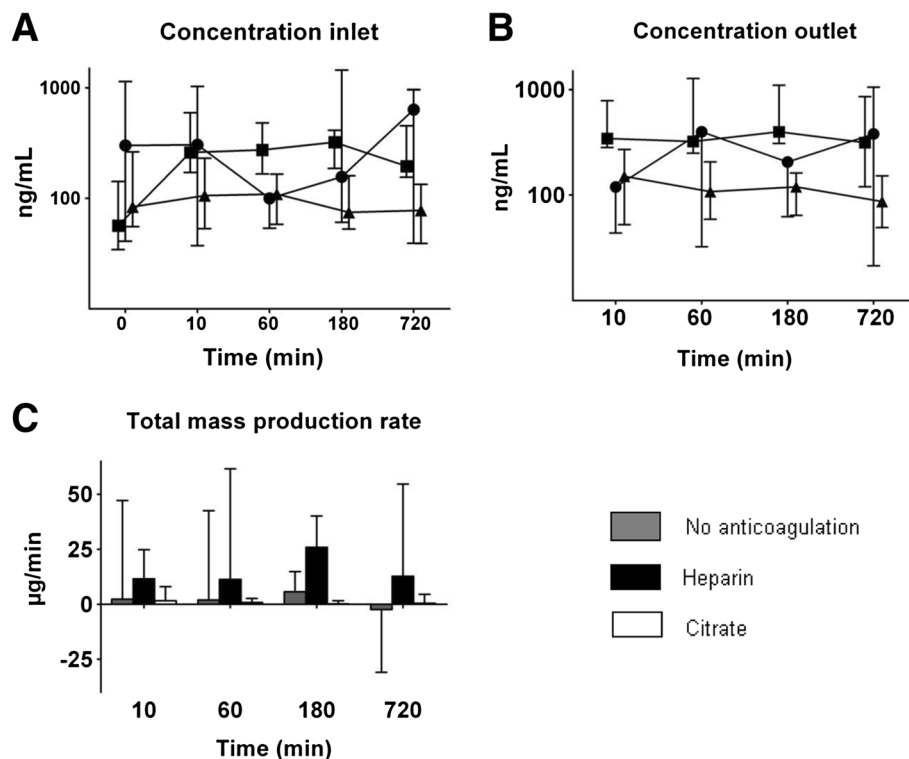 A
Concentration inlet
1000
100
ng/mL
0 10 60 180 720
Time (min)
B
Concentration outlet
1000
100
ng/mL
10 60 180 720
Time (min)
C
Total mass production rate
50
25
0
-25
µg/min
10 60 180 720
Time (min)
No anticoagulation
Heparin
Citrate